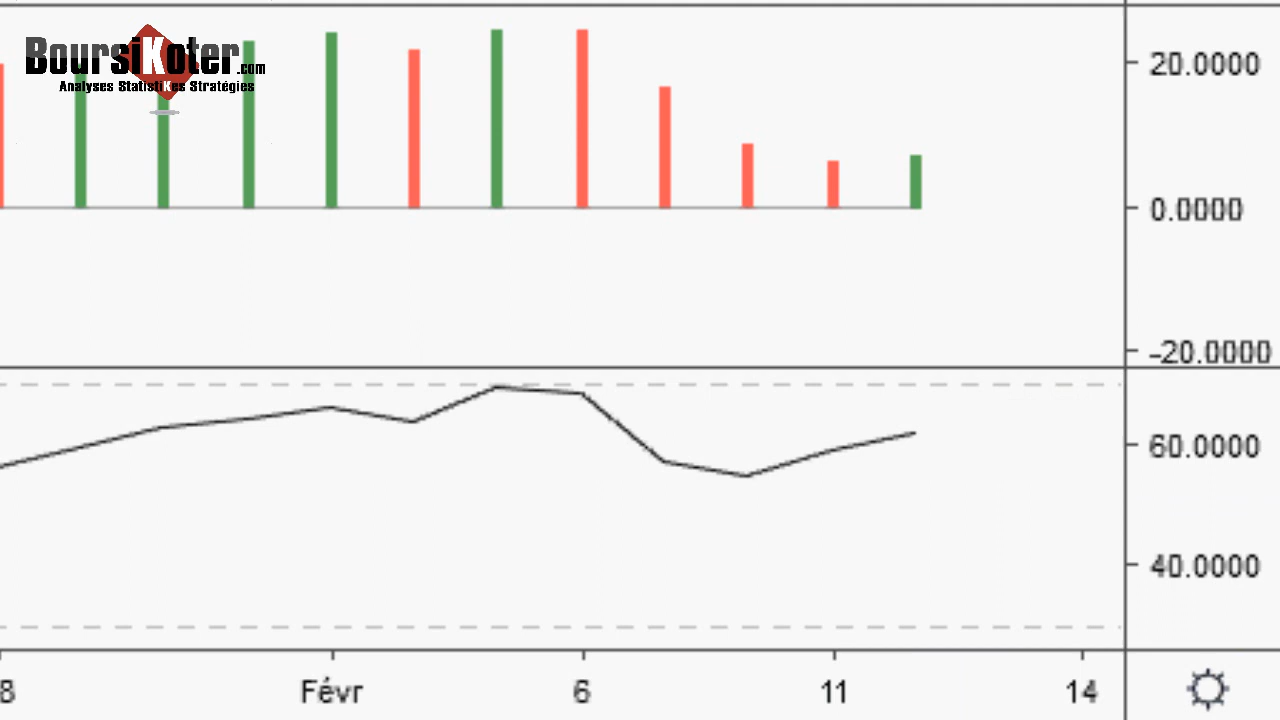 BoursiKoter.com
Analyses StatistiKes Stratégies
20.0000
0.0000
-20.0000
60.0000
40.0000
8 Févr 6 11 14